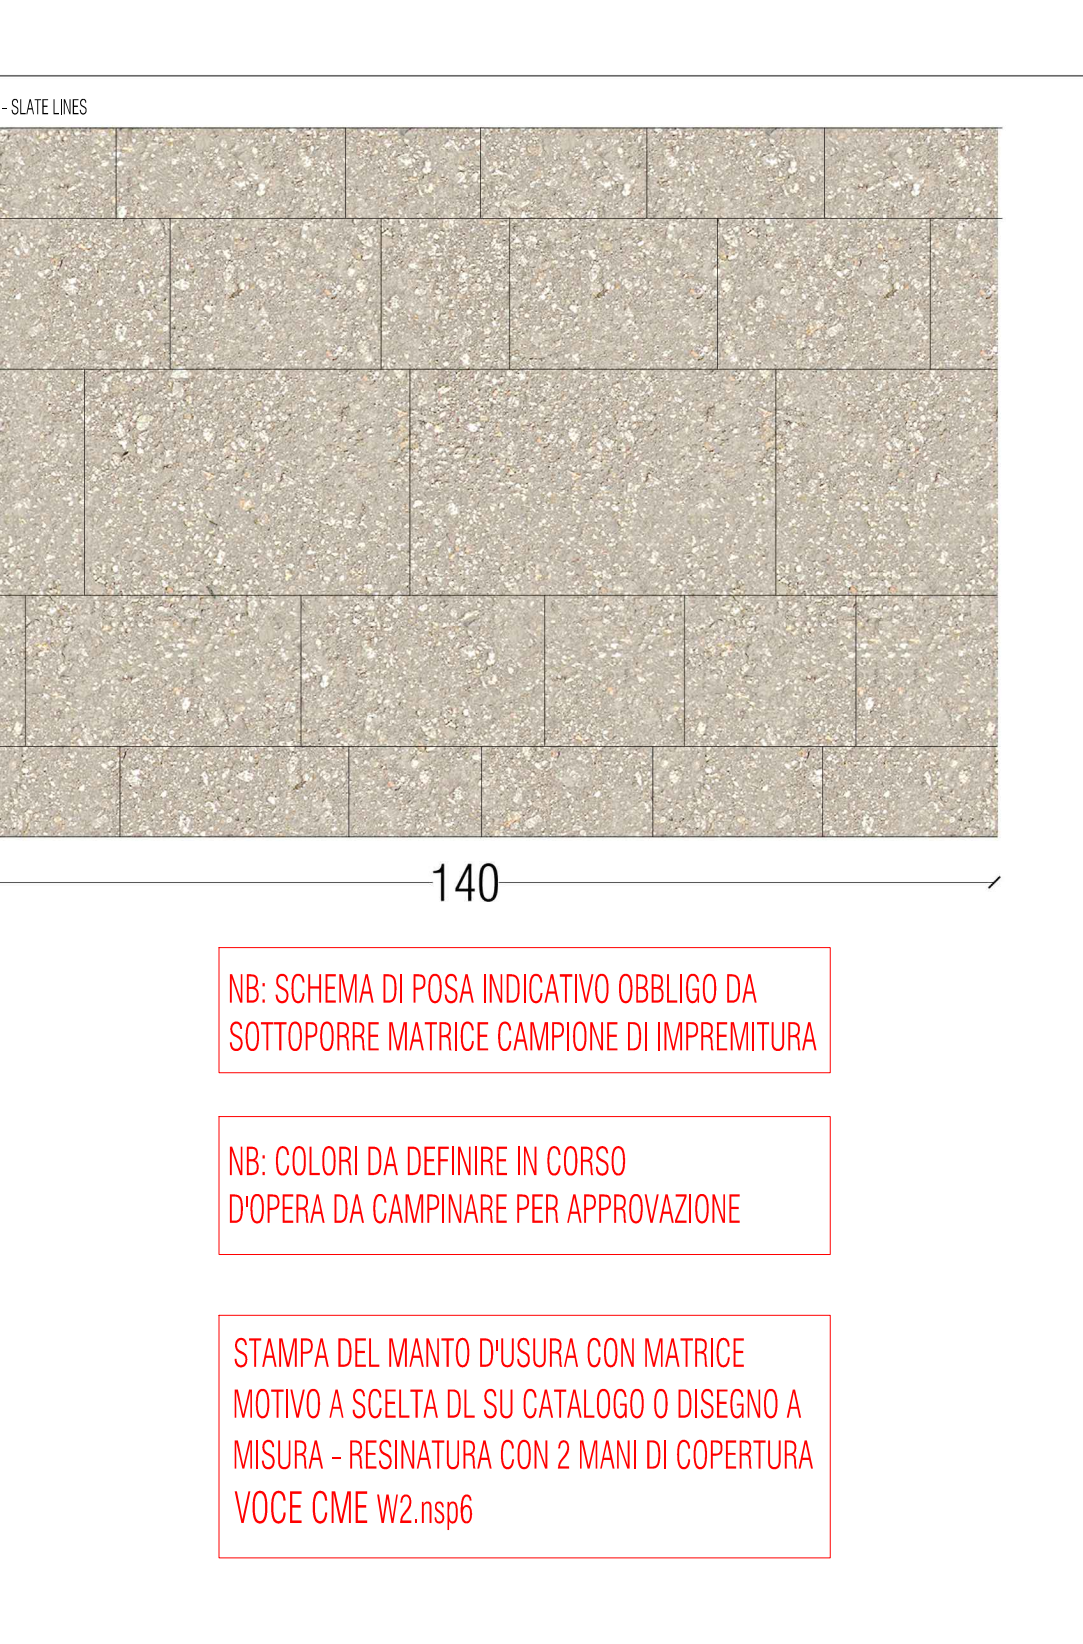 - SLATE LINES
140
NB: SCHEMA DI POSA INDICATIVO OBBLIGO DA
SOTTOPORRE MATRICE CAMPIONE DI IMPREMITURA
NB: COLORI DA DEFINIRE IN CORSO
D'OPERA DA CAMPINARE PER APPROVAZIONE
STAMPA DEL MANTO D'USURA CON MATRICE
MOTIVO A SCELTA DL SU CATALOGO O DISEGNO A
MISURA - RESINATURA CON 2 MANI DI COPERTURA
VOCE CME W2.nsp6